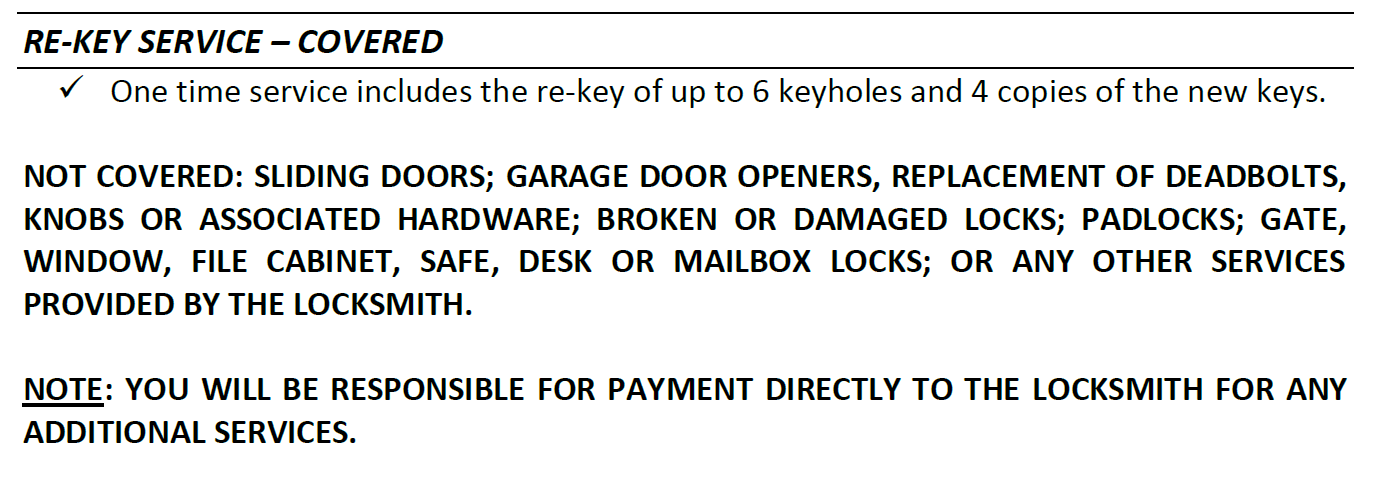 RE-KEY SERVICE – COVERED
✓ One time service includes the re-key of up to 6 keyholes and 4 copies of the new keys.
NOT COVERED: SLIDING DOORS; GARAGE DOOR OPENERS, REPLACEMENT OF DEADBOLTS,
KNOBS OR ASSOCIATED HARDWARE; BROKEN OR DAMAGED LOCKS; PADLOCKS; GATE,
WINDOW, FILE CABINET, SAFE, DESK OR MAILBOX LOCKS; OR ANY OTHER SERVICES
PROVIDED BY THE LOCKSMITH.
NOTE: YOU WILL BE RESPONSIBLE FOR PAYMENT DIRECTLY TO THE LOCKSMITH FOR ANY
ADDITIONAL SERVICES.